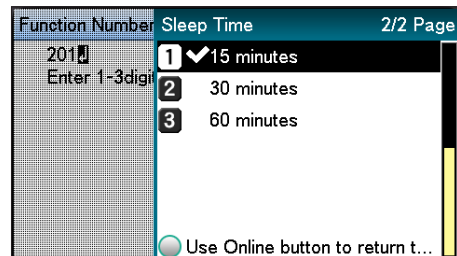 Function Number
201
Enter 1-3digi
Sleep Time 2/2 Page
1 15 minutes
2 30 minutes
3 60 minutes
Use Online button to return t...